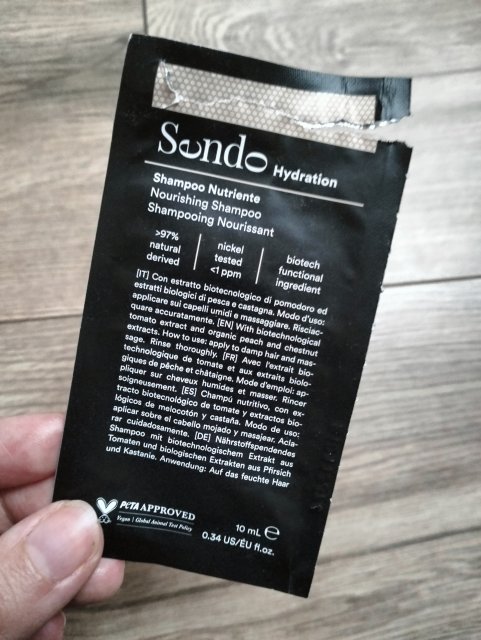 Sendo Hydration
Shampoo Nutriente
Nourishing Shampoo
Shampooing Nourissant
>97%
natural
derived
nickel
tested
<1 ppm
biotech
functional
ingredient
[IT] Con estratto biotecnologico di pomodoro ed
estratti biologici di pesca e castagna. Modo d'uso:
applicare sui capelli umidi e massaggiare. Risciac-
quare accuratamente. [EN] With biotechnological
tomato extract and organic peach and chestnut
extracts. How to use: apply to damp hair and mas-
sage. Rinse thoroughly. [FR] Avec l'extrait bio-
technologique de tomate et aux extraits biolo-
giques de pêche et châtaigne. Mode d'emploi: ap-
pliquer sur cheveux humides et masser. Rincer
soigneusement. [ES] Champú nutritivo, con ex-
tracto biotecnológico de tomate y extractos bio-
lógicos de melocotón y castaña. Modo de uso:
aplicar sobre el cabello mojado y masajear. Acla-
rar cuidadosamente. [DE] Nährstoffspendendes
Shampoo mit biotechnologischem Extrakt aus
Tomaten und biologischen Extrakten aus Pfirsich
und Kastanie. Anwendung: Auf das feuchte Haar
PETA APPROVED
Vegan | Global Animal Test Policy
10 mL ℮
0.34 US/ÉU fl.oz.